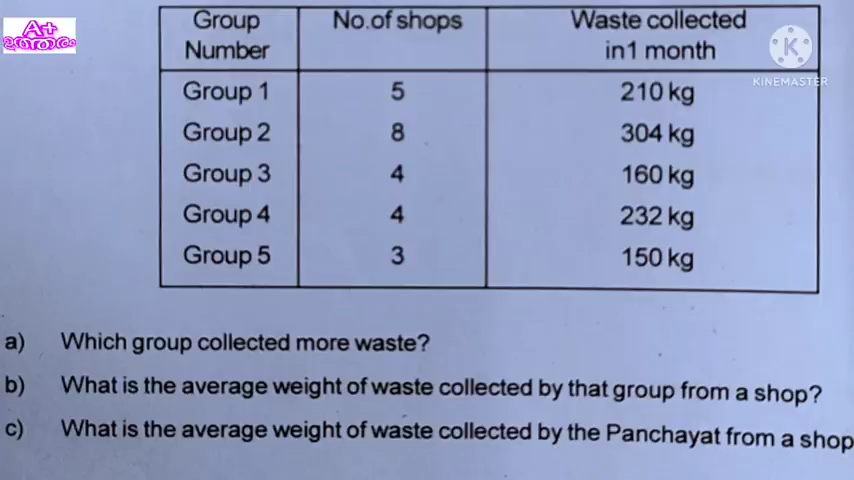 A+
ഉത്തരം
KINEMASTER
Group Number No.of shops Waste collected in1 month
Group 1 5 210 kg
Group 2 8 304 kg
Group 3 4 160 kg
Group 4 4 232 kg
Group 5 3 150 kg
a) Which group collected more waste?
b) What is the average weight of waste collected by that group from a shop?
c) What is the average weight of waste collected by the Panchayat from a shop